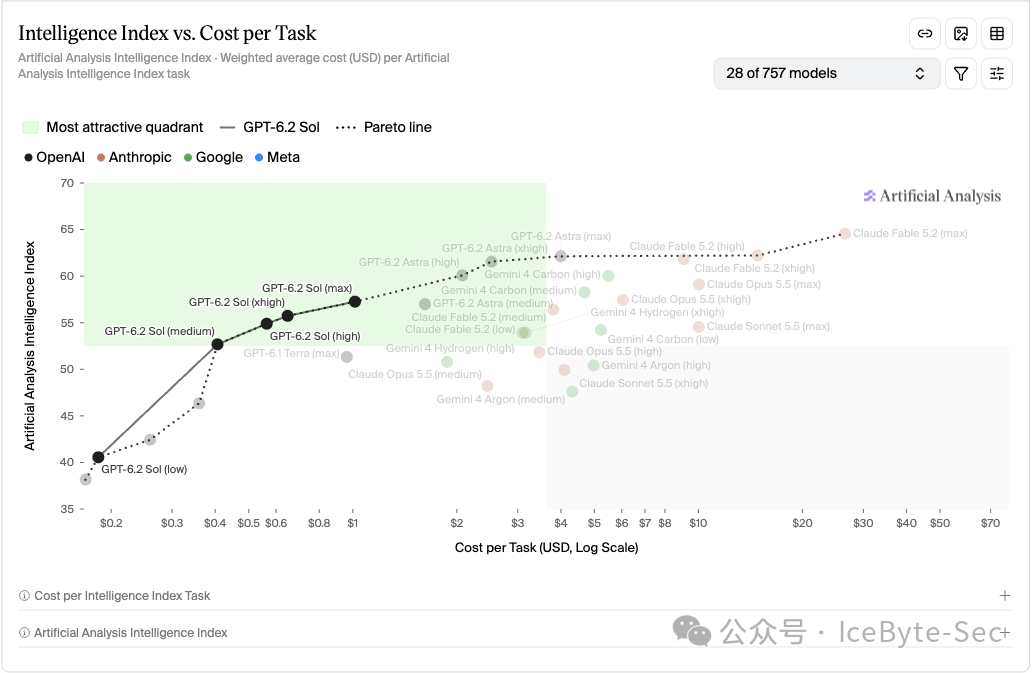 Intelligence Index vs. Cost per Task
Artificial Analysis Intelligence Index · Weighted average cost (USD) per Artificial
Analysis Intelligence Index task
28 of 757 models
Most attractive quadrant
GPT-6.2 Sol
Pareto line
OpenAI
Anthropic
Google
Meta
Artificial Analysis
Artificial Analysis Intelligence Index
70
65
60
55
50
45
40
35
GPT-6.2 Astra (max)
GPT-6.2 Astra (xhigh)
GPT-6.2 Astra (high)
Claude Fable 5.2 (high)
Claude Fable 5.2 (max)
Claude Fable 5.2 (xhigh)
Gemini 4 Carbon (high)
Claude Opus 5.5 (max)
GPT-6.2 Sol (max)
Gemini 4 Carbon (medium)
GPT-6.2 Sol (xhigh)
GPT-6.2 Astra (medium)
Claude Opus 5.5 (xhigh)
Gemini 4 Hydrogen (xhigh)
Claude Fable 5.2 (medium)
GPT-6.2 Sol (medium)
Claude Fable 5.2 (low)
Claude Sonnet 5.5 (max)
GPT-6.2 Sol (high)
Gemini 4 Carbon (low)
Gemini 4 Hydrogen (high)
GPT-6.1 Terra (max)
Claude Opus 5.5 (high)
Gemini 4 Argon (high)
Claude Opus 5.5 (medium)
Claude Sonnet 5.5 (xhigh)
Gemini 4 Argon (medium)
GPT-6.2 Sol (low)
$0.2
$0.3
$0.4
$0.5
$0.6
$0.8
$1
$2
$3
$4
$5
$6
$7
$8
$10
$20
$30
$40
$50
$70
Cost per Task (USD, Log Scale)
Cost per Intelligence Index Task
Artificial Analysis Intelligence Index
公众号 · IceByte-Sec